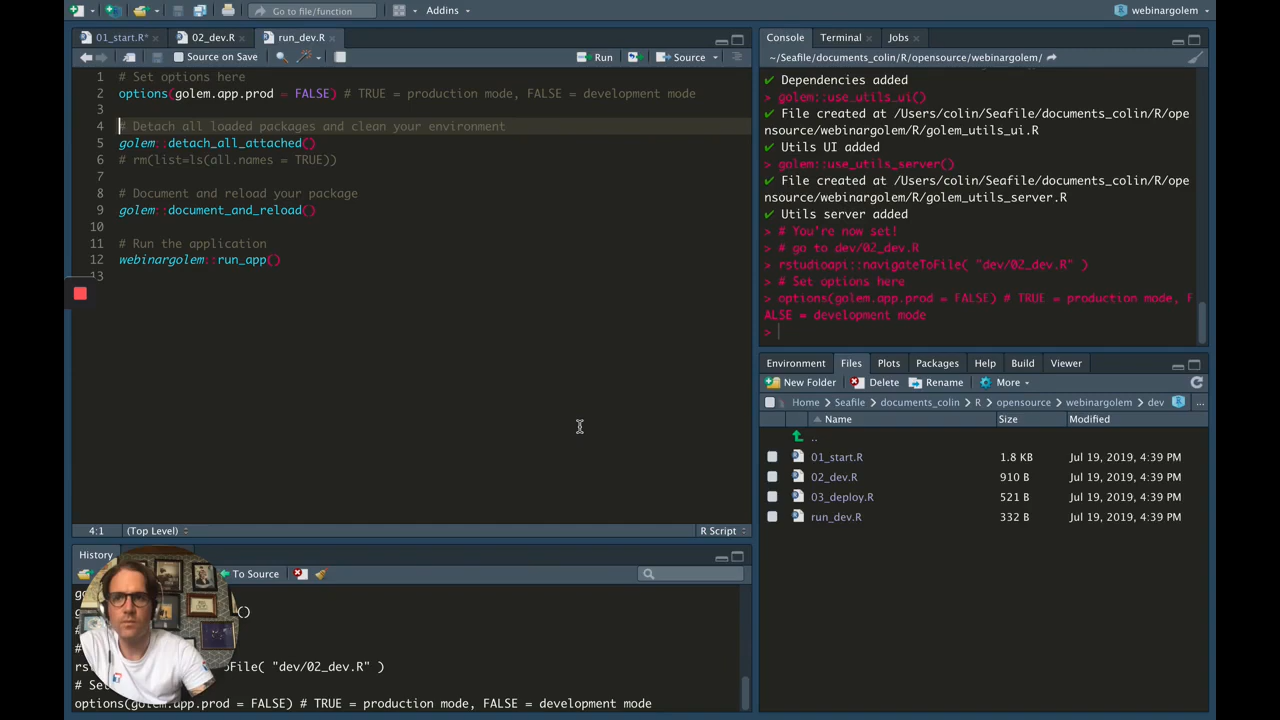 Go to file/function
Addins
webinargolem
01_start.R*
02_dev.R
run_dev.R
Source on Save
Run
Source
1 # Set options here
2 options(golem.app.prod = FALSE) # TRUE = production mode, FALSE = development mode
3
4 # Detach all loaded packages and clean your environment
5 golem::detach_all_attached()
6 # rm(list=ls(all.names = TRUE))
7
8 # Document and reload your package
9 golem::document_and_reload()
10
11 # Run the application
12 webinargolem::run_app()
13
4:1 (Top Level) R Script
History
To Source
()
#
#
ToFile( "dev/02_dev.R" )
# Se
options(golem.app.prod = FALSE) # TRUE = production mode, FALSE = development mode
Console Terminal Jobs
~/Seafile/documents_colin/R/opensource/webinargolem/
✔ Dependencies added
> golem::use_utils_ui()
✔ File created at /Users/colin/Seafile/documents_colin/R/ope
nsource/webinargolem/R/golem_utils_ui.R
✔ Utils UI added
> golem::use_utils_server()
✔ File created at /Users/colin/Seafile/documents_colin/R/ope
nsource/webinargolem/R/golem_utils_server.R
✔ Utils server added
> # You're now set!
> # go to dev/02_dev.R
> rstudioapi::navigateToFile( "dev/02_dev.R" )
> # Set options here
> options(golem.app.prod = FALSE) # TRUE = production mode, F
ALSE = development mode
>
Environment Files Plots Packages Help Build Viewer
New Folder Delete Rename More
Home Seafile documents_colin R opensource webinargolem dev ...
Name Size Modified
..
01_start.R 1.8 KB Jul 19, 2019, 4:39 PM
02_dev.R 910 B Jul 19, 2019, 4:39 PM
03_deploy.R 521 B Jul 19, 2019, 4:39 PM
run_dev.R 332 B Jul 19, 2019, 4:39 PM